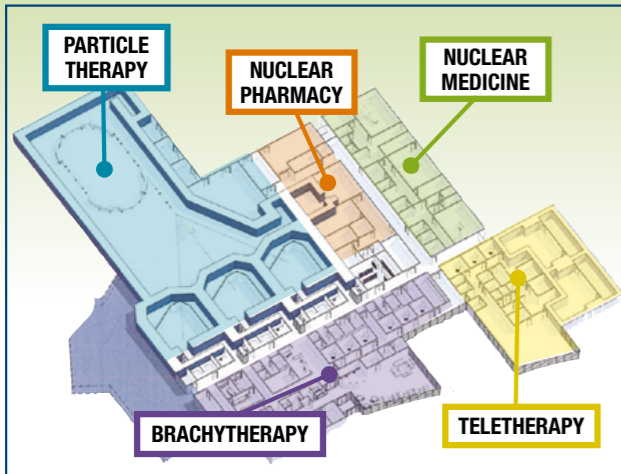 PARTICLE
THERAPY
NUCLEAR
PHARMACY
NUCLEAR
MEDICINE
BRACHYTHERAPY
TELETHERAPY